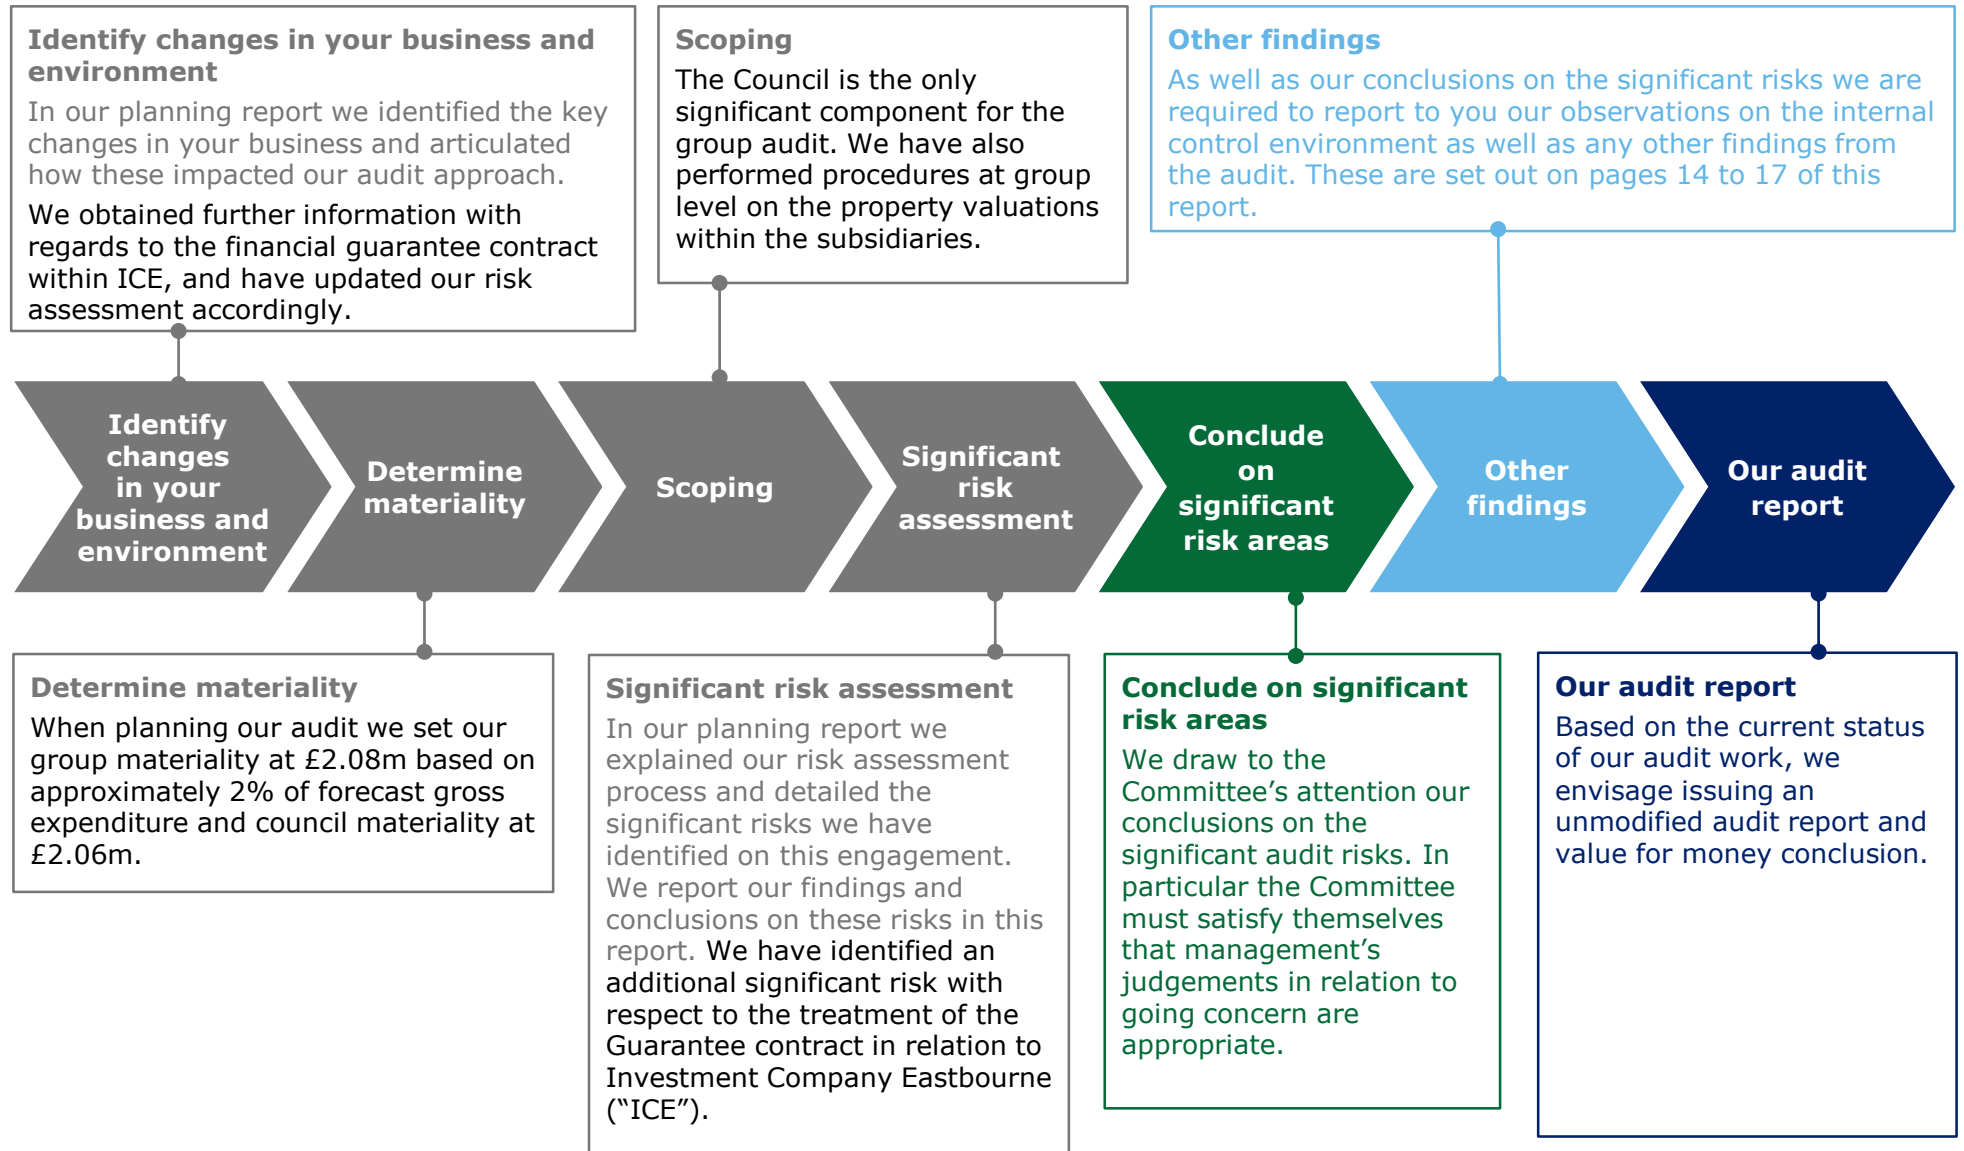 Identify changes in your business and
environment
In our planning report we identified the key
changes in your business and articulated
how these impacted our audit approach.
We obtained further information with
regards to the financial guarantee contract
within ICE, and have updated our risk
assessment accordingly.
Scoping
The Council is the only
significant component for the
group audit. We have also
performed procedures at group
level on the property valuations
within the subsidiaries.
Other findings
As well as our conclusions on the significant risks we are
required to report to you our observations on the internal
control environment as well as any other findings from
the audit. These are set out on pages 14 to 17 of this
report.
Identify
changes
in your
business and
environment
Determine
materiality
Scoping
Significant
risk
assessment
Conclude
on
significant
risk areas
Other
findings
Our audit
report
Determine materiality
When planning our audit we set our
group materiality at £2.08m based on
approximately 2% of forecast gross
expenditure and council materiality at
£2.06m.
Significant risk assessment
In our planning report we
explained our risk assessment
process and detailed the
significant risks we have
identified on this engagement.
We report our findings and
conclusions on these risks in this
report. We have identified an
additional significant risk with
respect to the treatment of the
Guarantee contract in relation to
Investment Company Eastbourne
(“ICE”).
Conclude on significant
risk areas
We draw to the
Committee’s attention our
conclusions on the
significant audit risks. In
particular the Committee
must satisfy themselves
that management’s
judgements in relation to
going concern are
appropriate.
Our audit report
Based on the current status
of our audit work, we
envisage issuing an
unmodified audit report and
value for money conclusion.